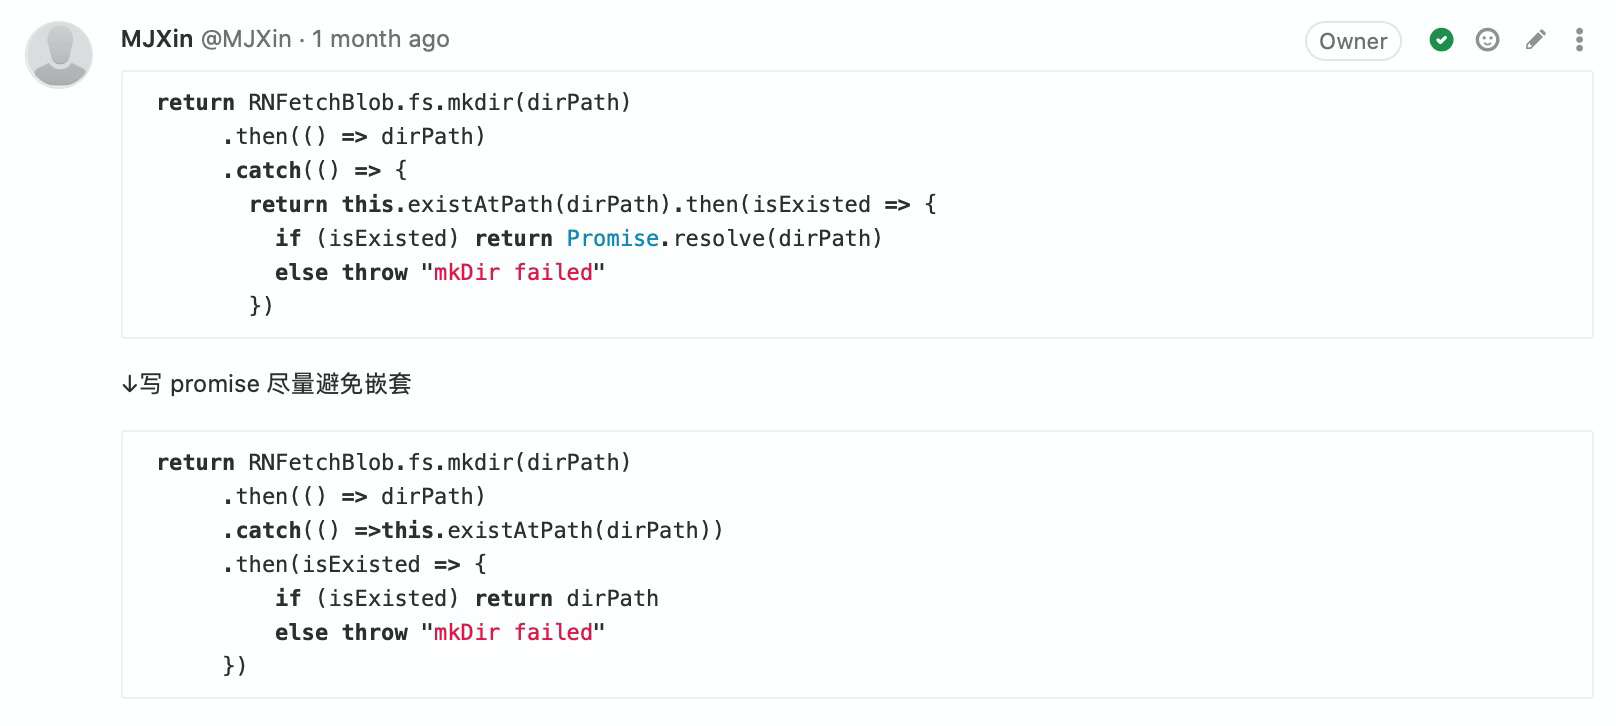 MJXin @MJXin · 1 month ago
Owner
return RNFetchBlob.fs.mkdir(dirPath)
.then(() => dirPath)
.catch(() => {
return this.existAtPath(dirPath).then(isExisted => {
if (isExisted) return Promise.resolve(dirPath)
else throw "mkDir failed"
})
↓写 promise 尽量避免嵌套
return RNFetchBlob.fs.mkdir(dirPath)
.then(() => dirPath)
.catch(() =>this.existAtPath(dirPath))
.then(isExisted => {
if (isExisted) return dirPath
else throw "mkDir failed"
})